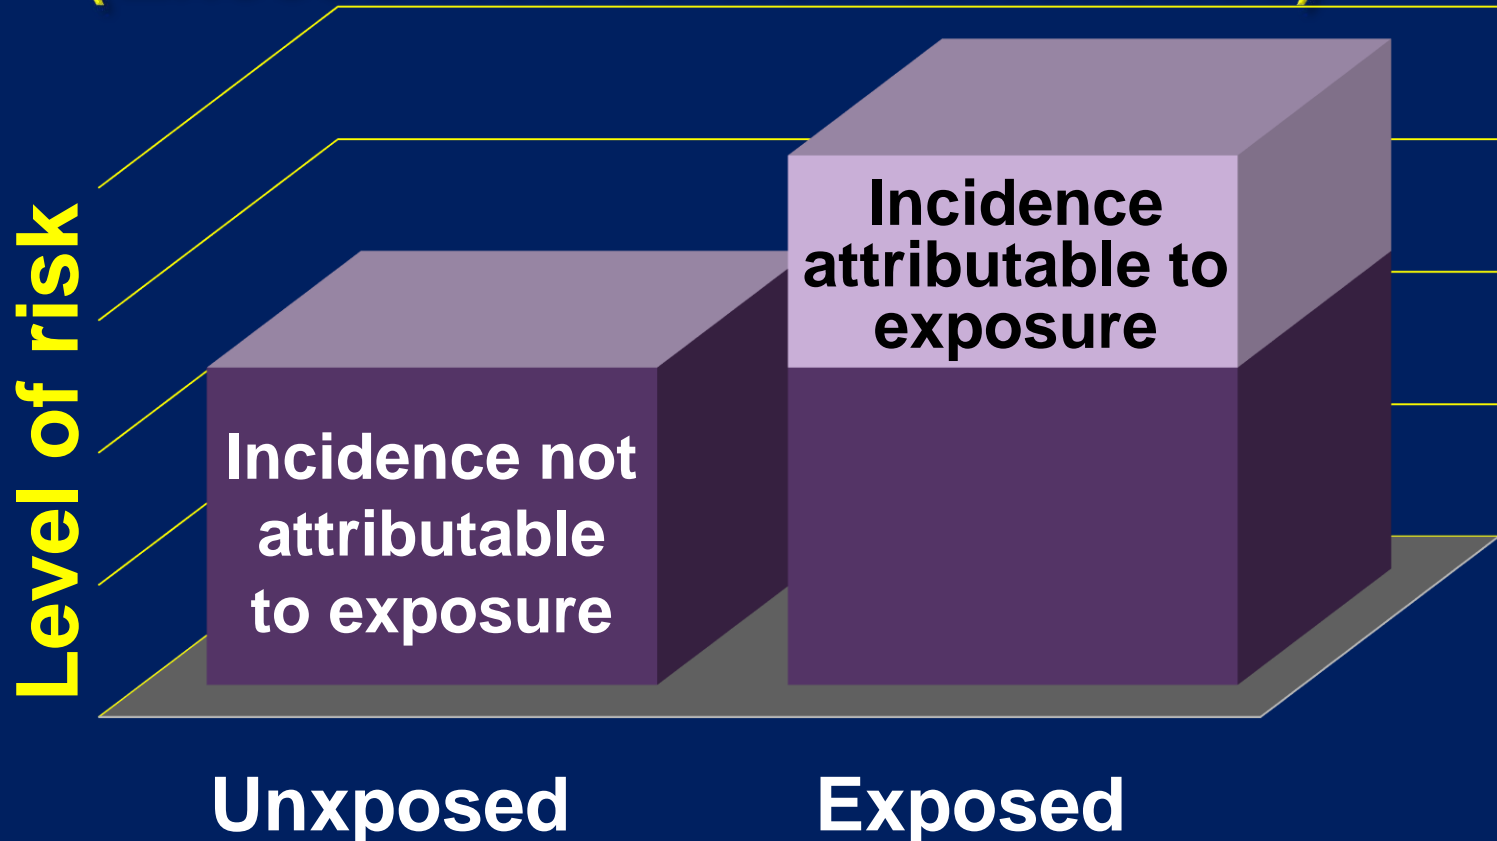 Level of risk
Incidence
attributable to
exposure
Incidence not
attributable
to exposure
Unxposed
Exposed